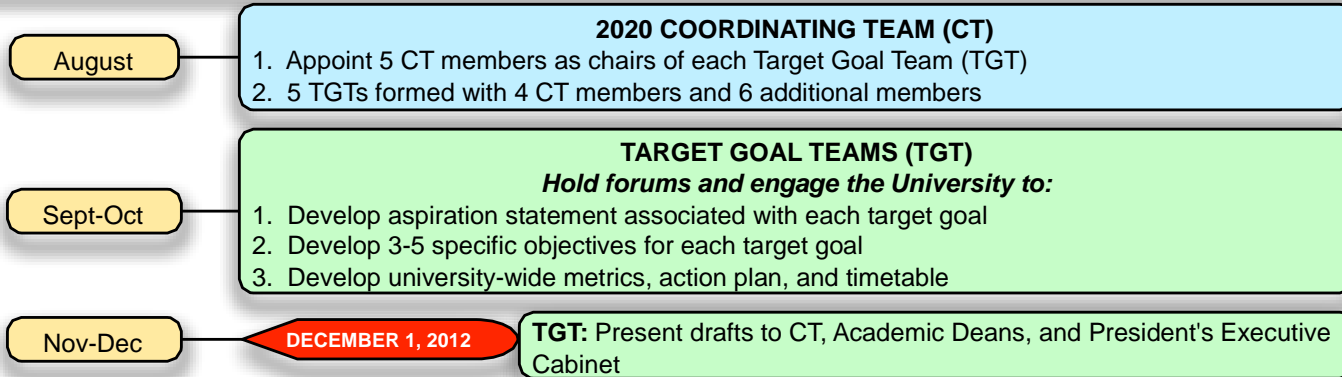 August
2020 COORDINATING TEAM (CT)
1. Appoint 5 CT members as chairs of each Target Goal Team (TGT)
2. 5 TGTs formed with 4 CT members and 6 additional members
Sept-Oct
TARGET GOAL TEAMS (TGT)
Hold forums and engage the University to:
1. Develop aspiration statement associated with each target goal
2. Develop 3-5 specific objectives for each target goal
3. Develop university-wide metrics, action plan, and timetable
Nov-Dec
DECEMBER 1, 2012
TGT: Present drafts to CT, Academic Deans, and President's Executive
Cabinet